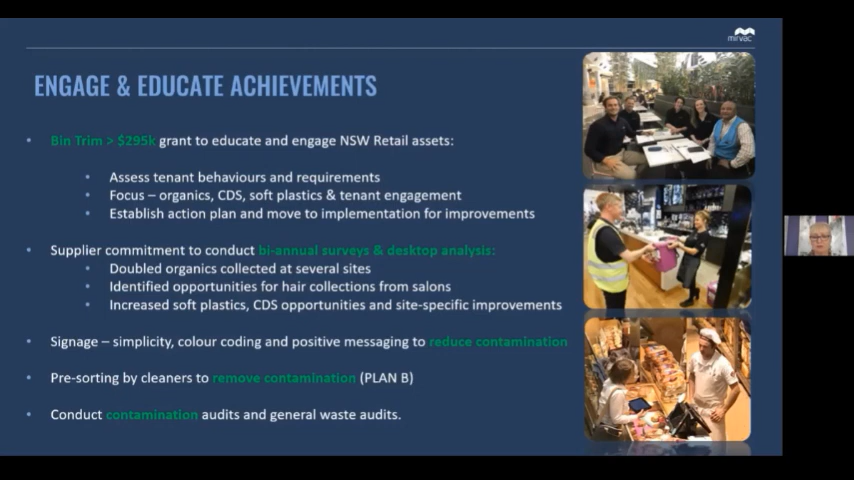 mirvac
ENGAGE & EDUCATE ACHIEVEMENTS
• Bin Trim > $295k grant to educate and engage NSW Retail assets:
• Assess tenant behaviours and requirements
• Focus – organics, CDS, soft plastics & tenant engagement
• Establish action plan and move to implementation for improvements
• Supplier commitment to conduct bi-annual surveys & desktop analysis:
• Doubled organics collected at several sites
• Identified opportunities for hair collections from salons
• Increased soft plastics, CDS opportunities and site-specific improvements
• Signage – simplicity, colour coding and positive messaging to reduce contamination
• Pre-sorting by cleaners to remove contamination (PLAN B)
• Conduct contamination audits and general waste audits.